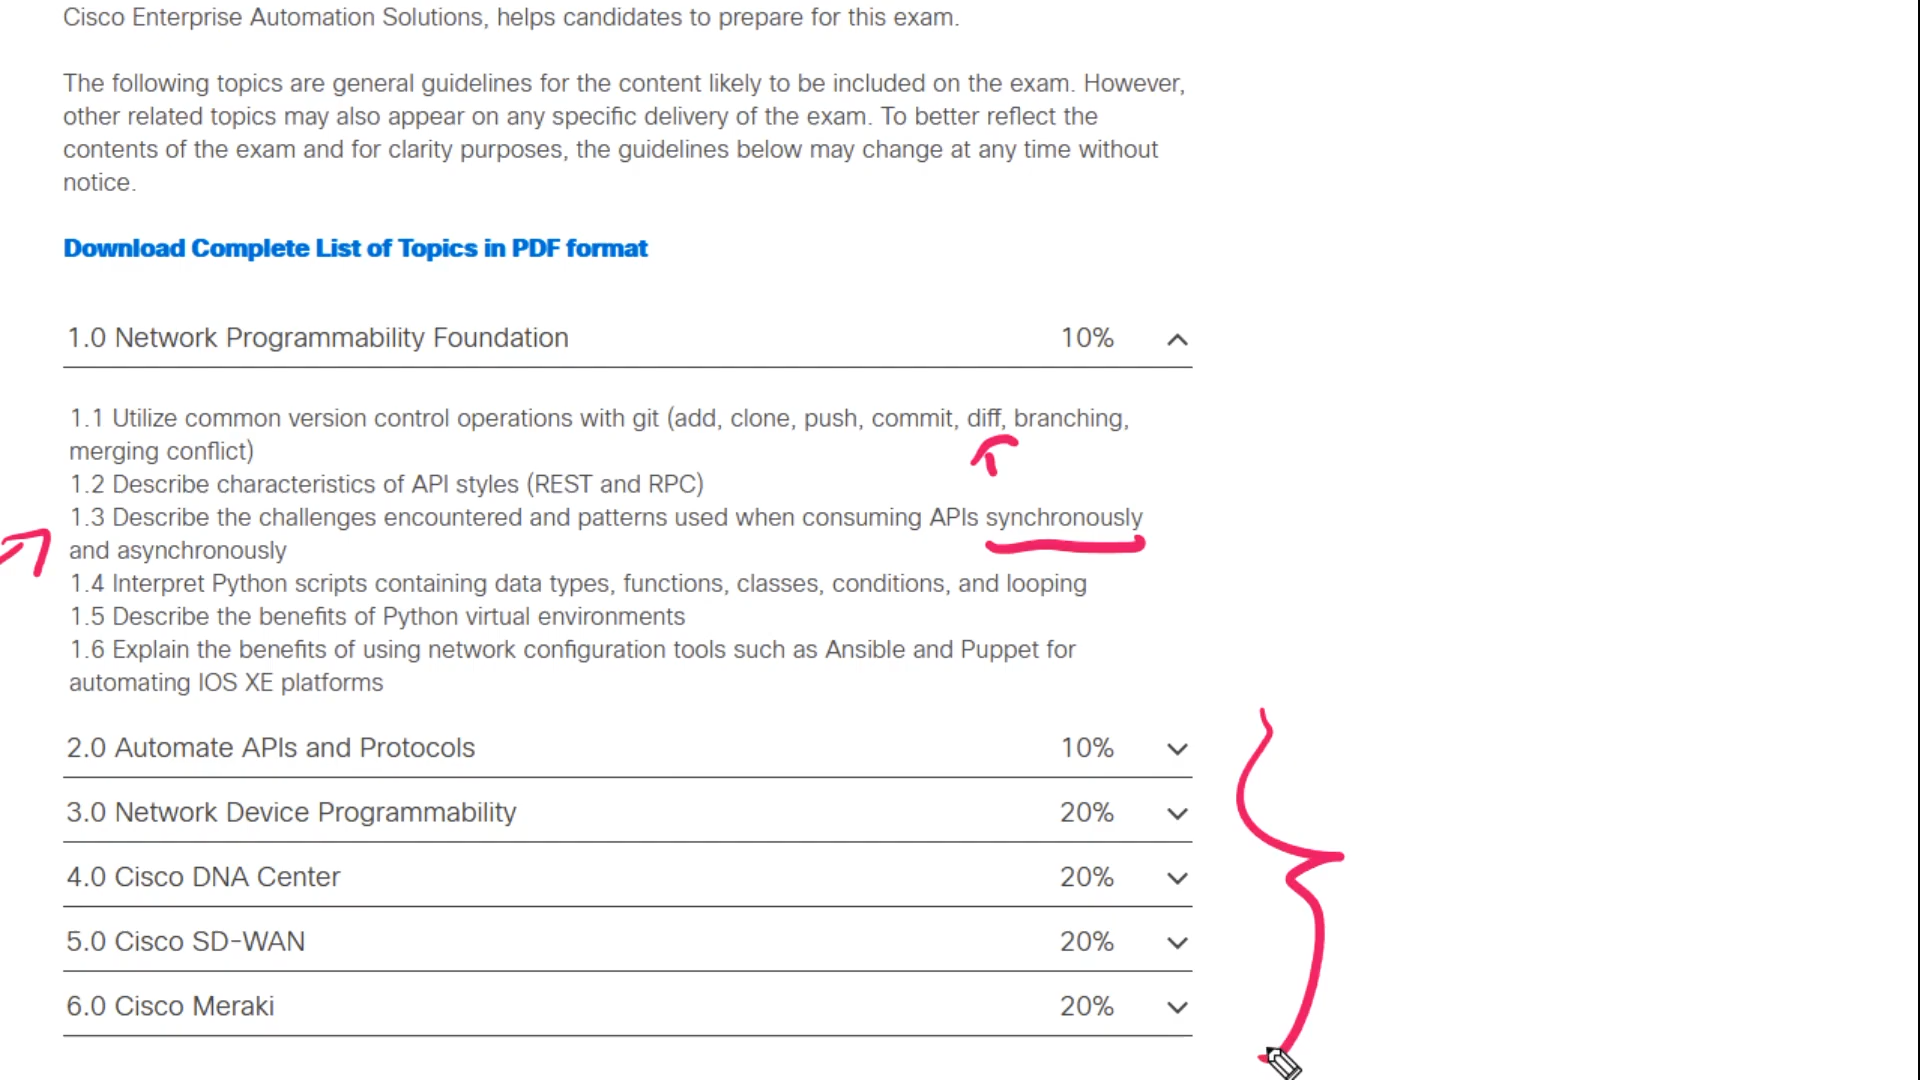 Cisco Enterprise Automation Solutions, helps candidates to prepare for this exam.
The following topics are general guidelines for the content likely to be included on the exam. However,
other related topics may also appear on any specific delivery of the exam. To better reflect the
contents of the exam and for clarity purposes, the guidelines below may change at any time without
notice.
Download Complete List of Topics in PDF format
1.0 Network Programmability Foundation 10%
1.1 Utilize common version control operations with git (add, clone, push, commit, diff, branching,
merging conflict)
1.2 Describe characteristics of API styles (REST and RPC)
1.3 Describe the challenges encountered and patterns used when consuming APIs synchronously
and asynchronously
1.4 Interpret Python scripts containing data types, functions, classes, conditions, and looping
1.5 Describe the benefits of Python virtual environments
1.6 Explain the benefits of using network configuration tools such as Ansible and Puppet for
automating IOS XE platforms
2.0 Automate APIs and Protocols 10%
3.0 Network Device Programmability 20%
4.0 Cisco DNA Center 20%
5.0 Cisco SD-WAN 20%
6.0 Cisco Meraki 20%